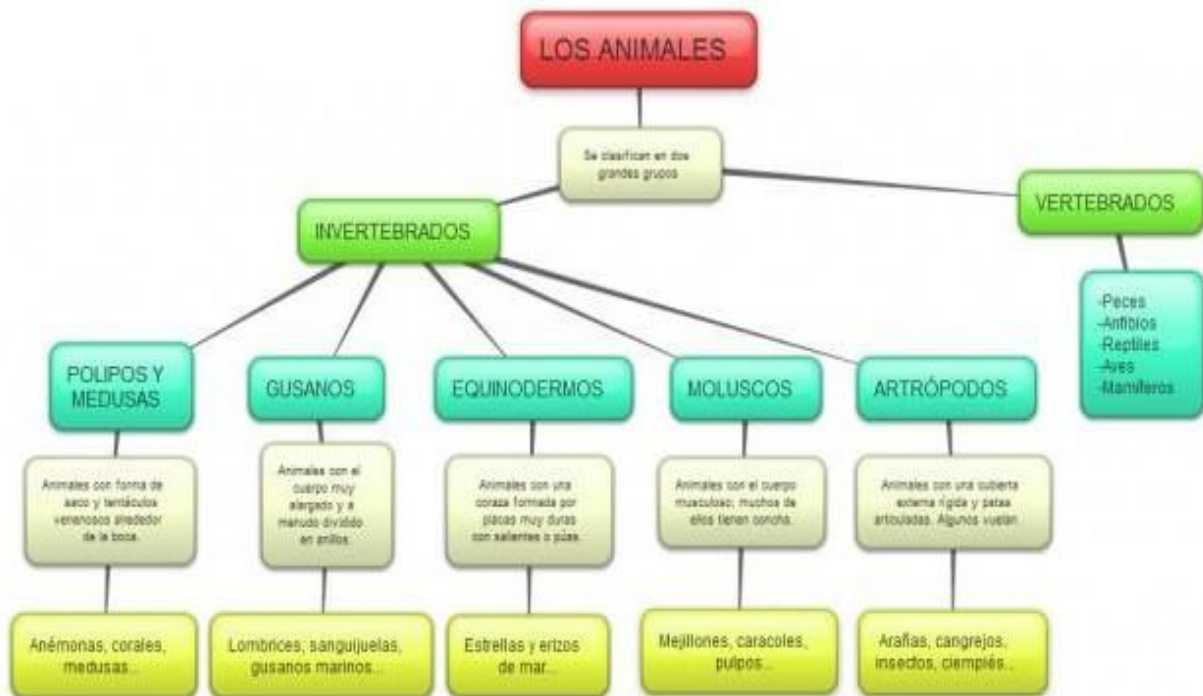 LOS ANIMALES
Se clasifican en dos
grandes grupos
INVERTEBRADOS
VERTEBRADOS
-Peces
-Anfibios
-Reptiles
-Aves
-Mamíferos
POLIPOS Y
MEDUSAS
Animales con forma de
saco y tentáculos
venenosos alrededor
de la boca.
Anémonas, corales,
medusas...
GUSANOS
Animales con el
cuerpo muy
alargado y a
menudo dividido
en anillos
Lombrices, sanguijuelas,
gusanos marinos...
EQUINODERMOS
Animales con una
coraza formada por
placas muy duras
con salientes o púas.
Estrellas y erizos
de mar...
MOLUSCOS
Animales con el cuerpo
musculoso; muchos de
ellos tienen concha.
Mejillones, caracoles,
pulpos...
ARTRÓPODOS
Animales con una cubierta
externa rígida y patas
articuladas. Algunos vuelan.
Arañas, cangrejos,
insectos, ciempiés...